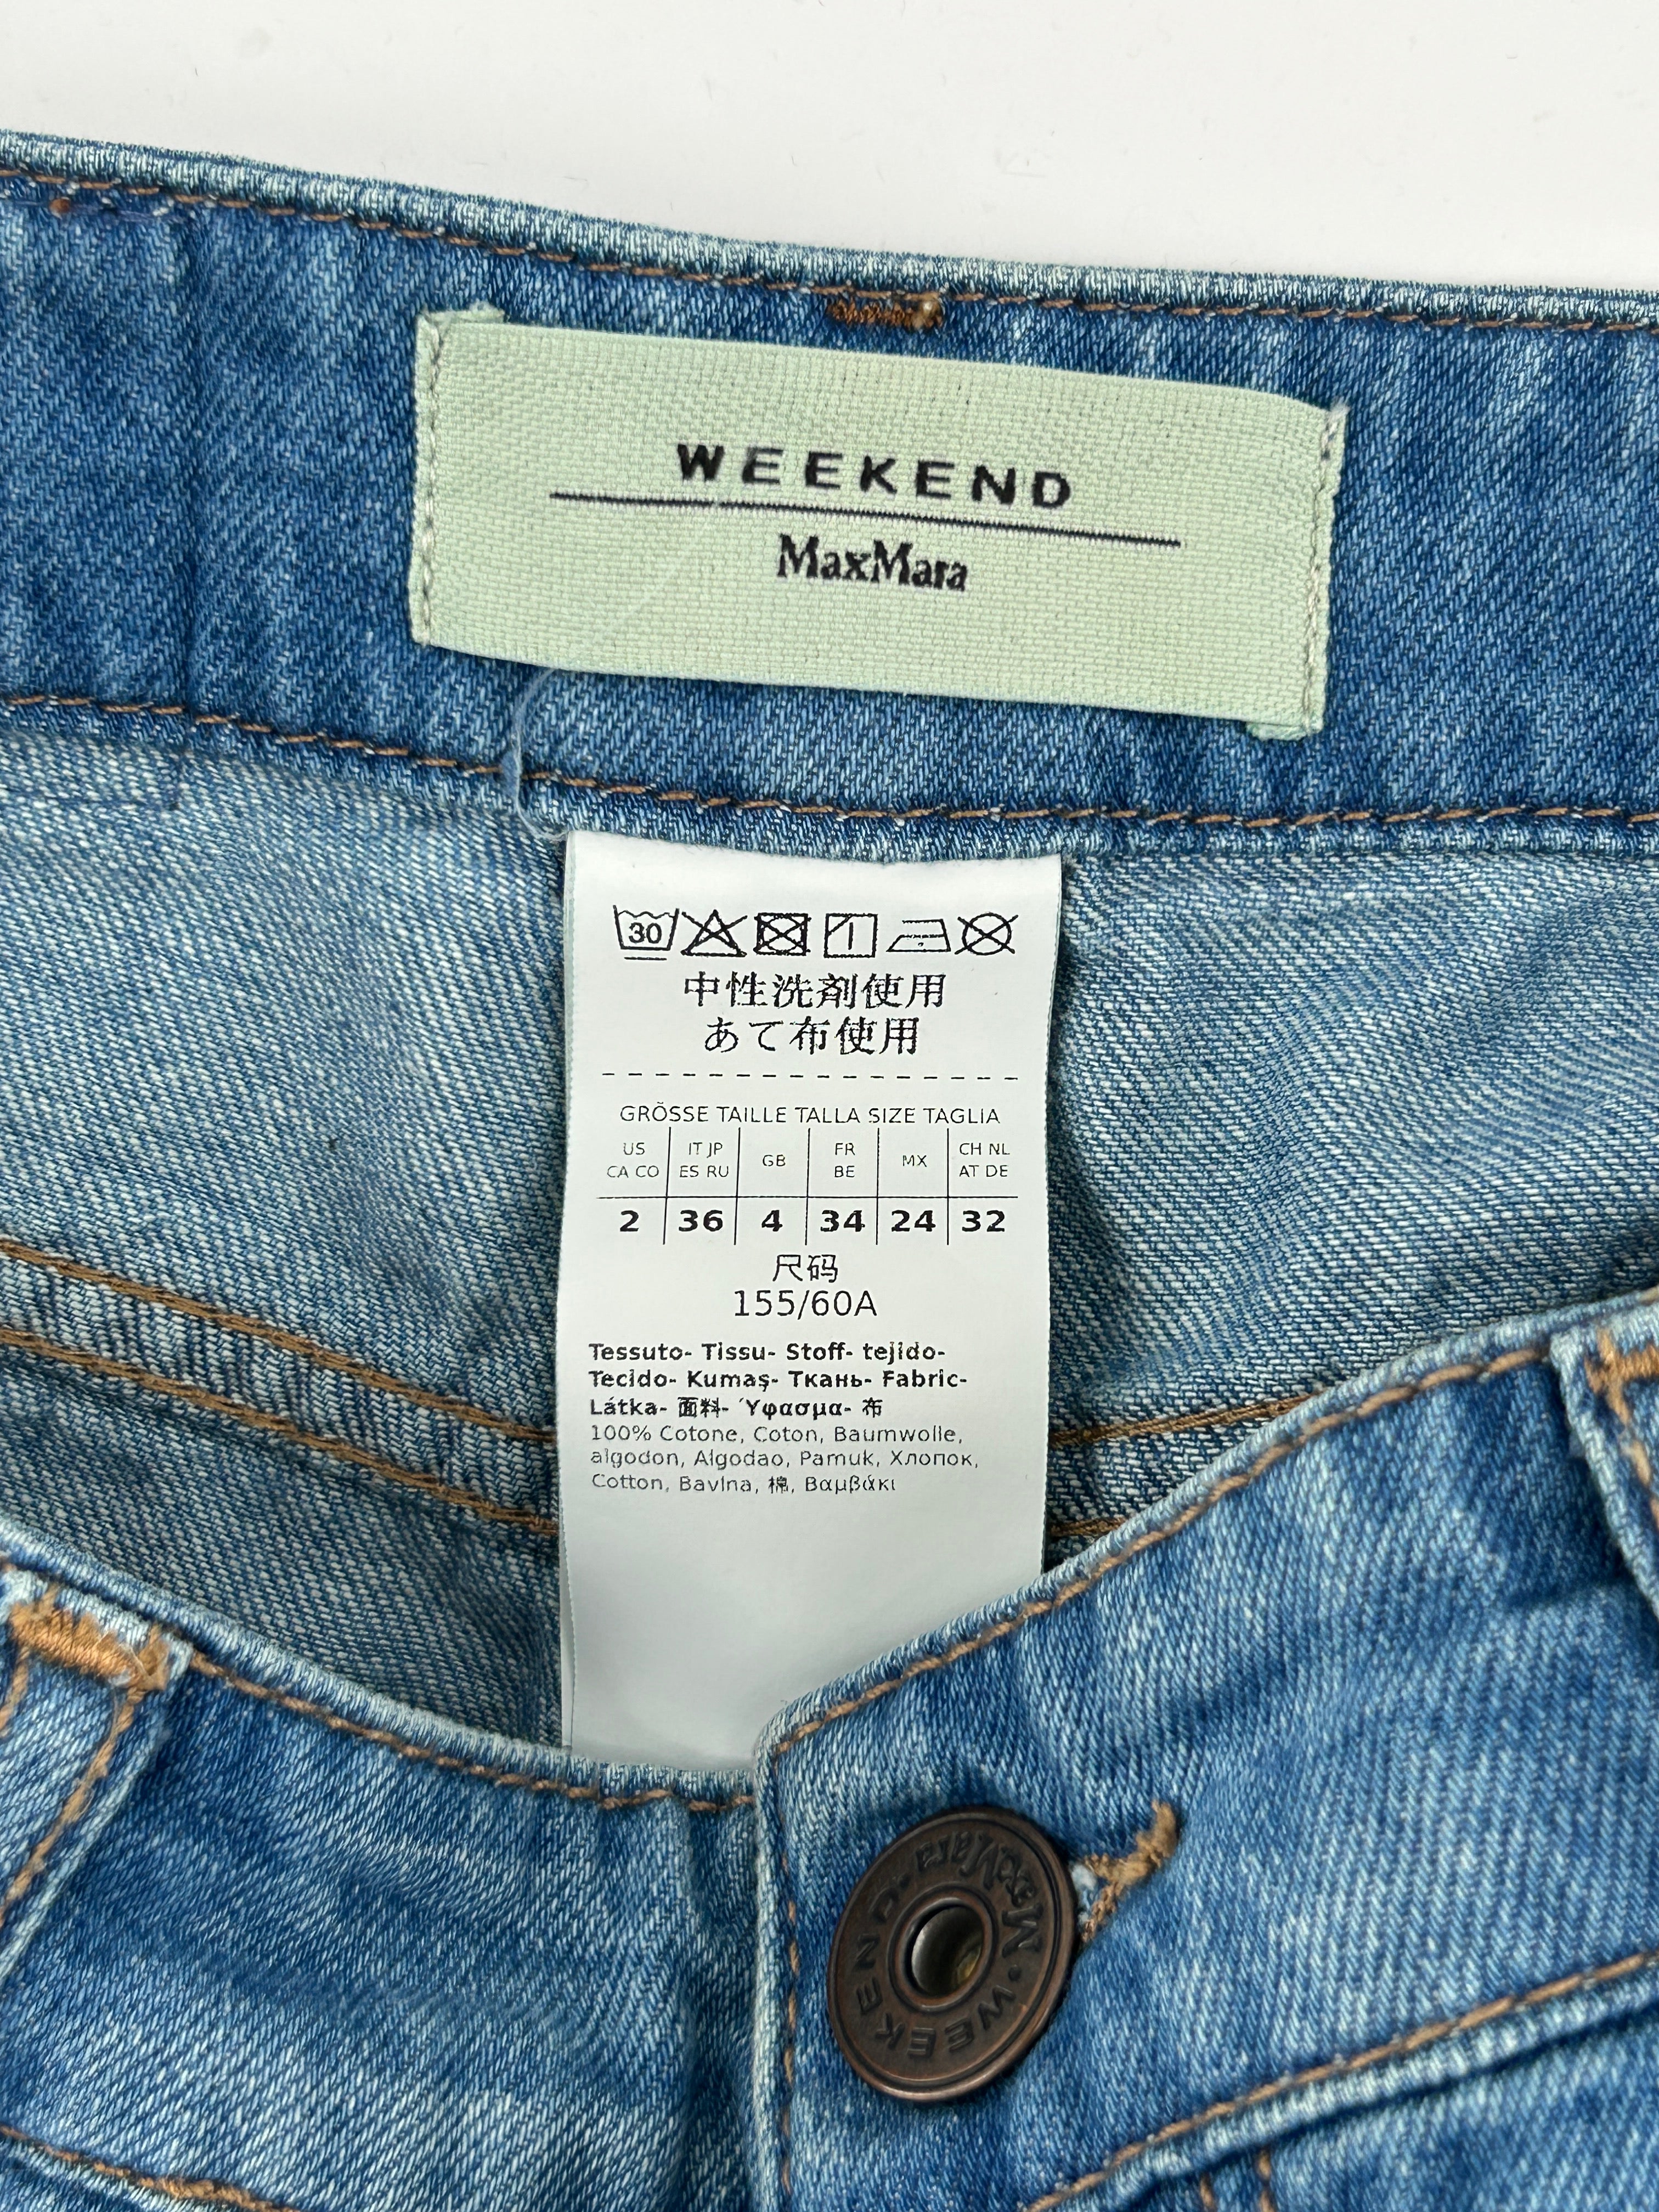 WEEKEND
MaxMara
30
中性洗剤使用
あて布使用
GRÖSSE TAILLE TALLA SIZE TAGLIA
US IT JP GB FR MX CH NL
CA CO ES RU BE AT DE
2 36 4 34 24 32
尺码
155/60A
Tessuto- Tissu- Stoff- tejido-
Tecido- Kumaş- Ткань- Fabric-
Látka- 面料- Ύφασμα- 布
100% Cotone, Coton, Baumwolle,
algodon, Algodao, Pamuk, Хлопок,
Cotton, Bavlna, 棉, Βαμβάκι
MaxMara • WEEKEND •